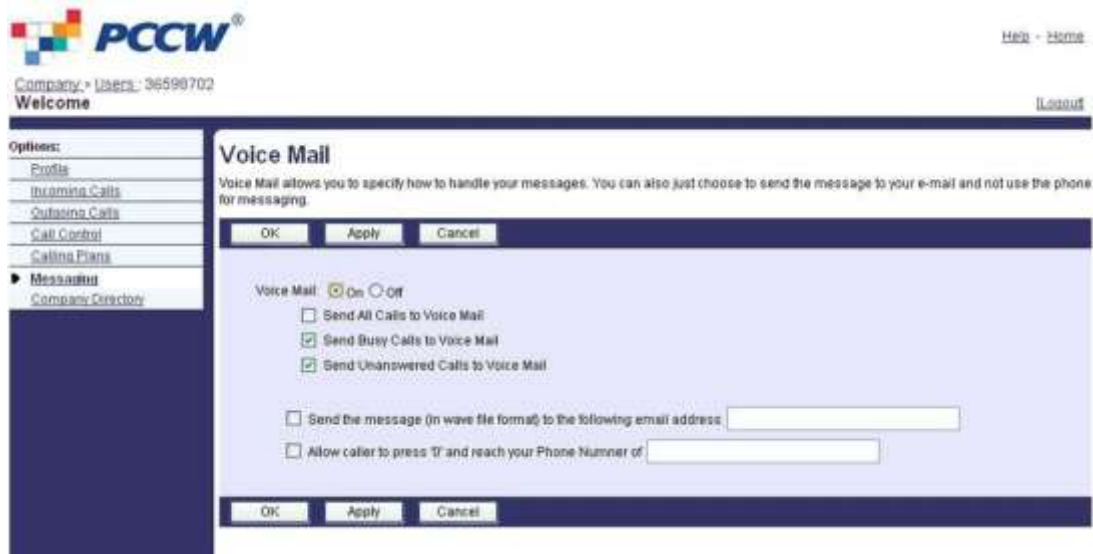 PCCW®
Help - Home
Company > Users : 36598702
Welcome
[Logout
Options:
Profile
Incoming Calls
Outgoing Calls
Call Control
Calling Plans
Messaging
Company Directory
Voice Mail
Voice Mail allows you to specify how to handle your messages. You can also just choose to send the message to your e-mail and not use the phone
for messaging.
OK Apply Cancel
Voice Mail: On Off
Send All Calls to Voice Mail
Send Busy Calls to Voice Mail
Send Unanswered Calls to Voice Mail
Send the message (in wave file format) to the following email address
Allow caller to press '0' and reach your Phone Numner of
OK Apply Cancel